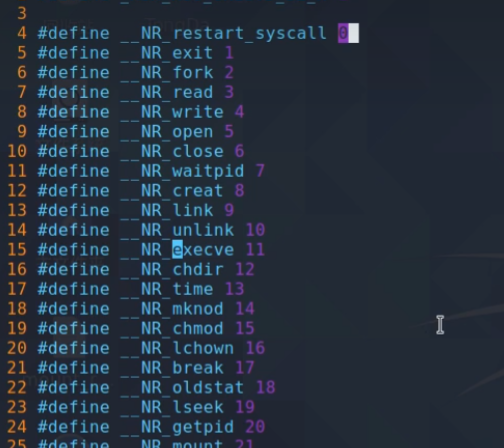 3
4 #define __NR_restart_syscall 0
5 #define __NR_exit 1
6 #define __NR_fork 2
7 #define __NR_read 3
8 #define __NR_write 4
9 #define __NR_open 5
10 #define __NR_close 6
11 #define __NR_waitpid 7
12 #define __NR_creat 8
13 #define __NR_link 9
14 #define __NR_unlink 10
15 #define __NR_execve 11
16 #define __NR_chdir 12
17 #define __NR_time 13
18 #define __NR_mknod 14
19 #define __NR_chmod 15
20 #define __NR_lchown 16
21 #define __NR_break 17
22 #define __NR_oldstat 18
23 #define __NR_lseek 19
24 #define __NR_getpid 20
25 #define __NR_mount 21